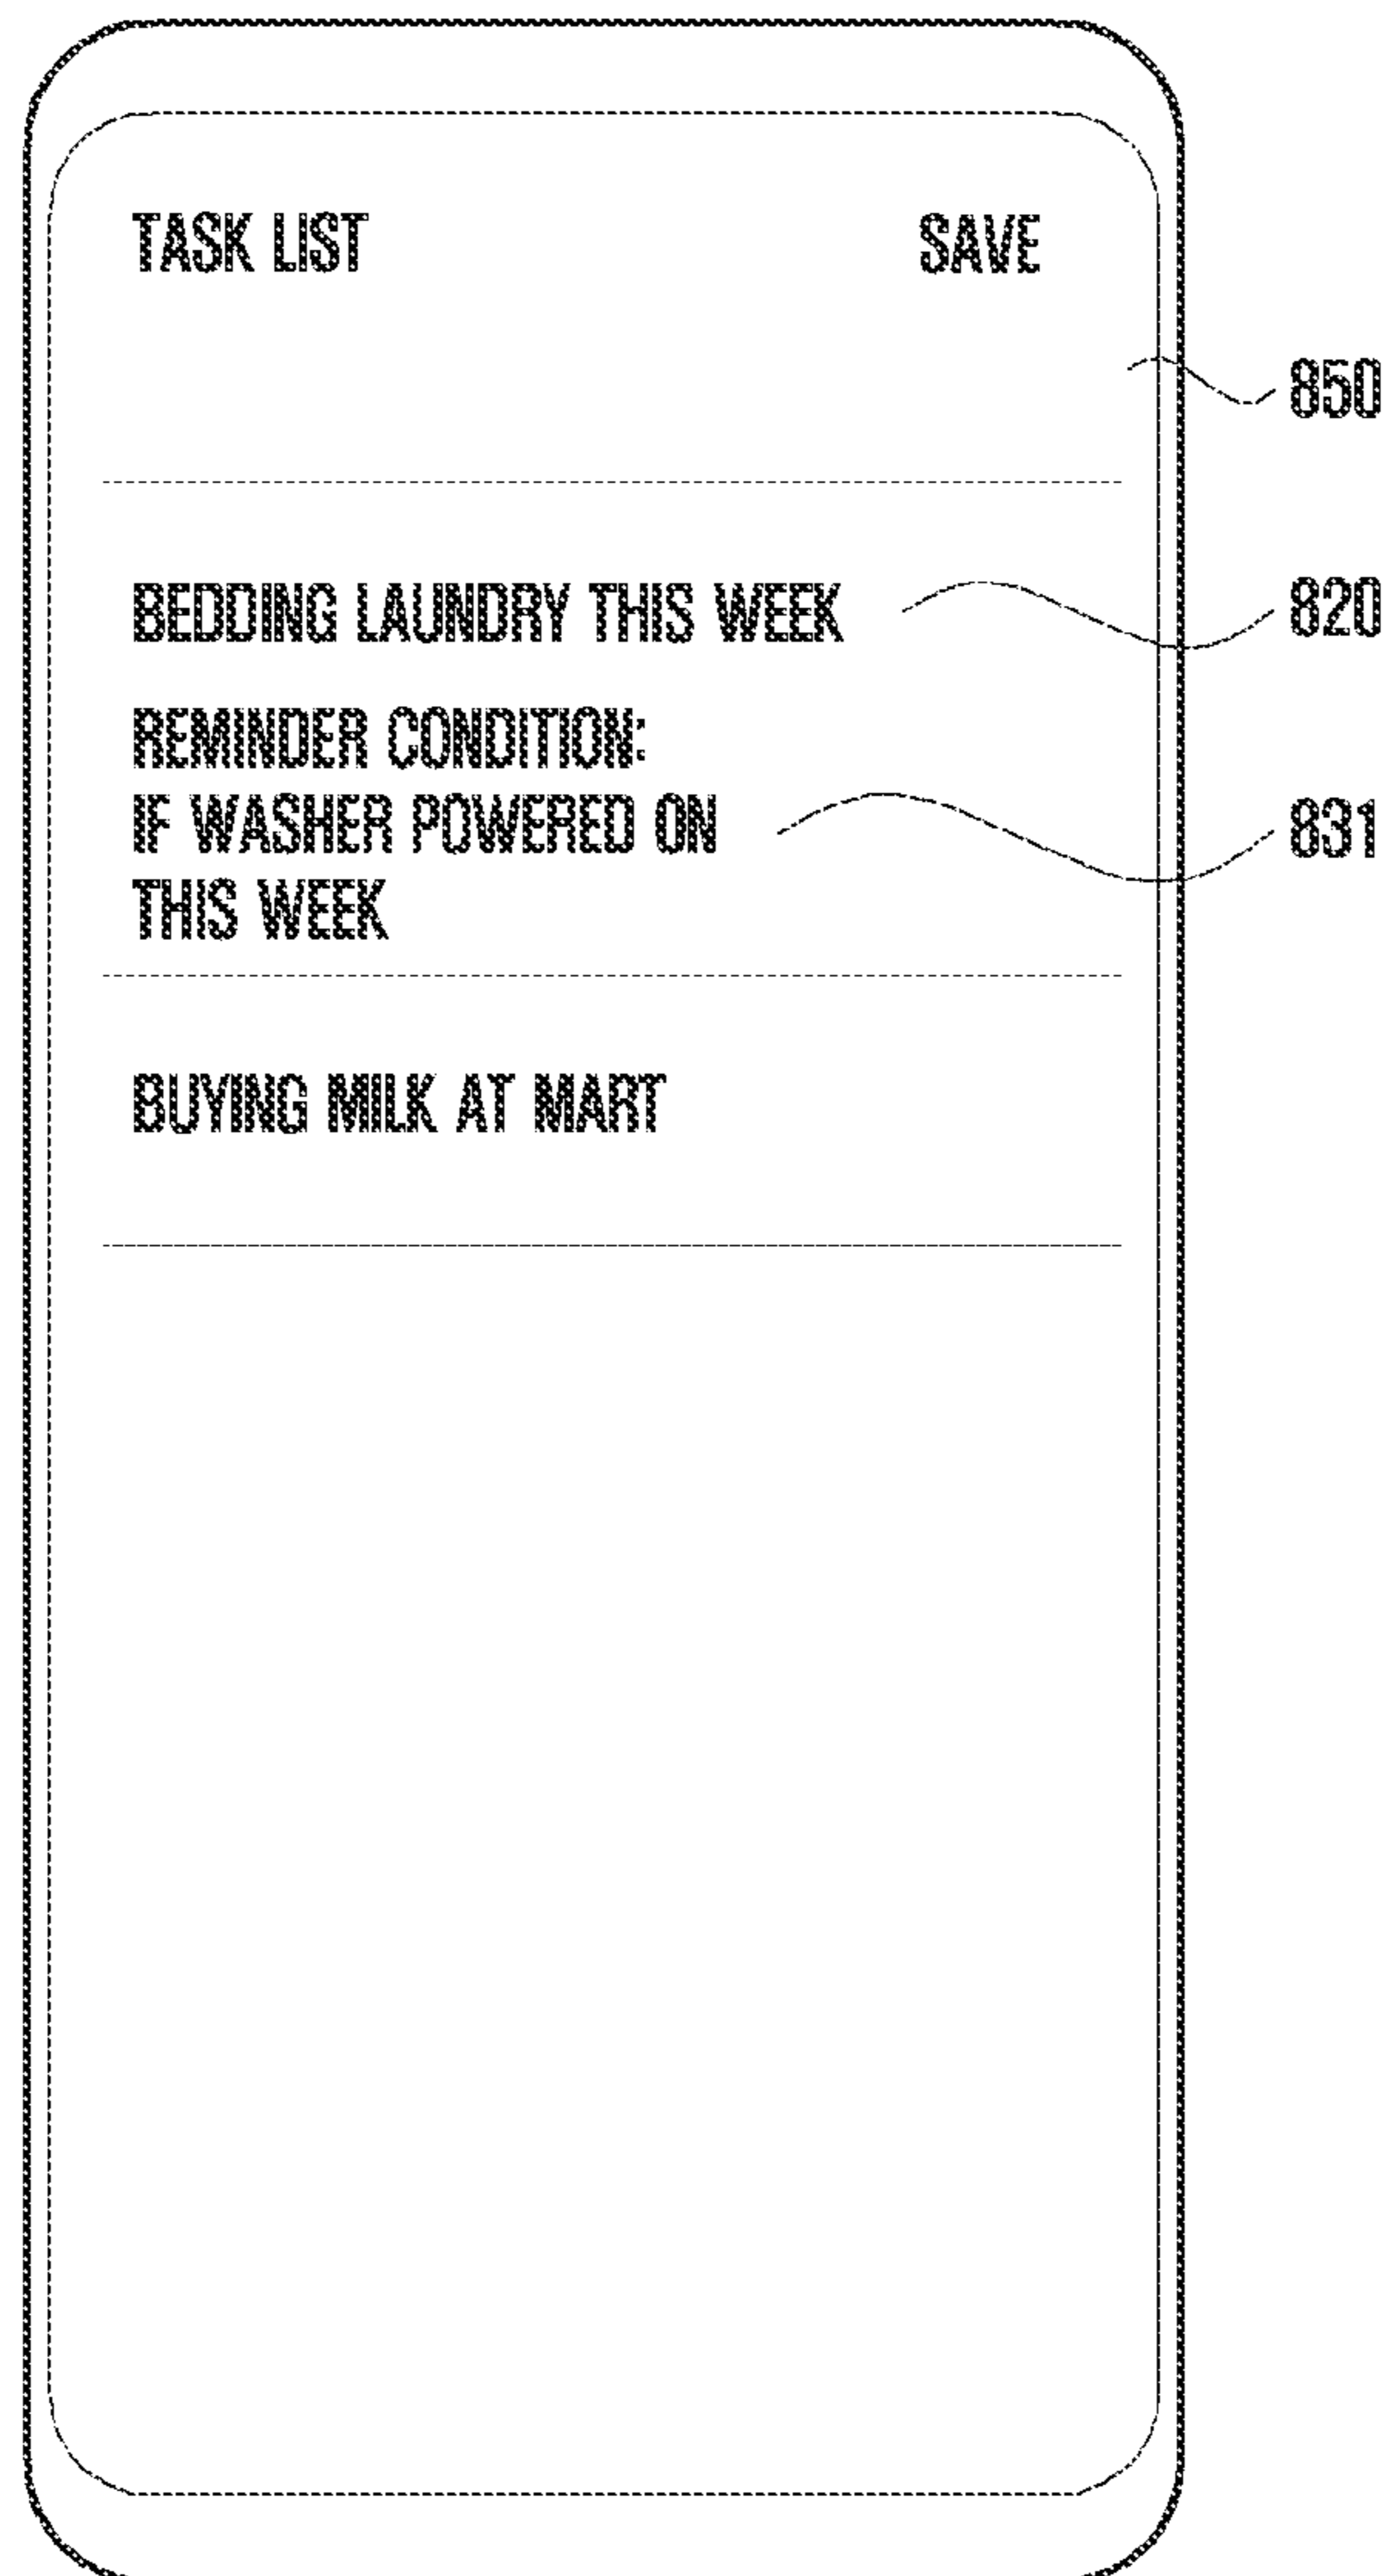 TASK LIST SAVE
850
BEDDING LAUNDRY THIS WEEK 820
REMINDER CONDITION:
IF WASHER POWERED ON 831
THIS WEEK
BUYING MILK AT MART